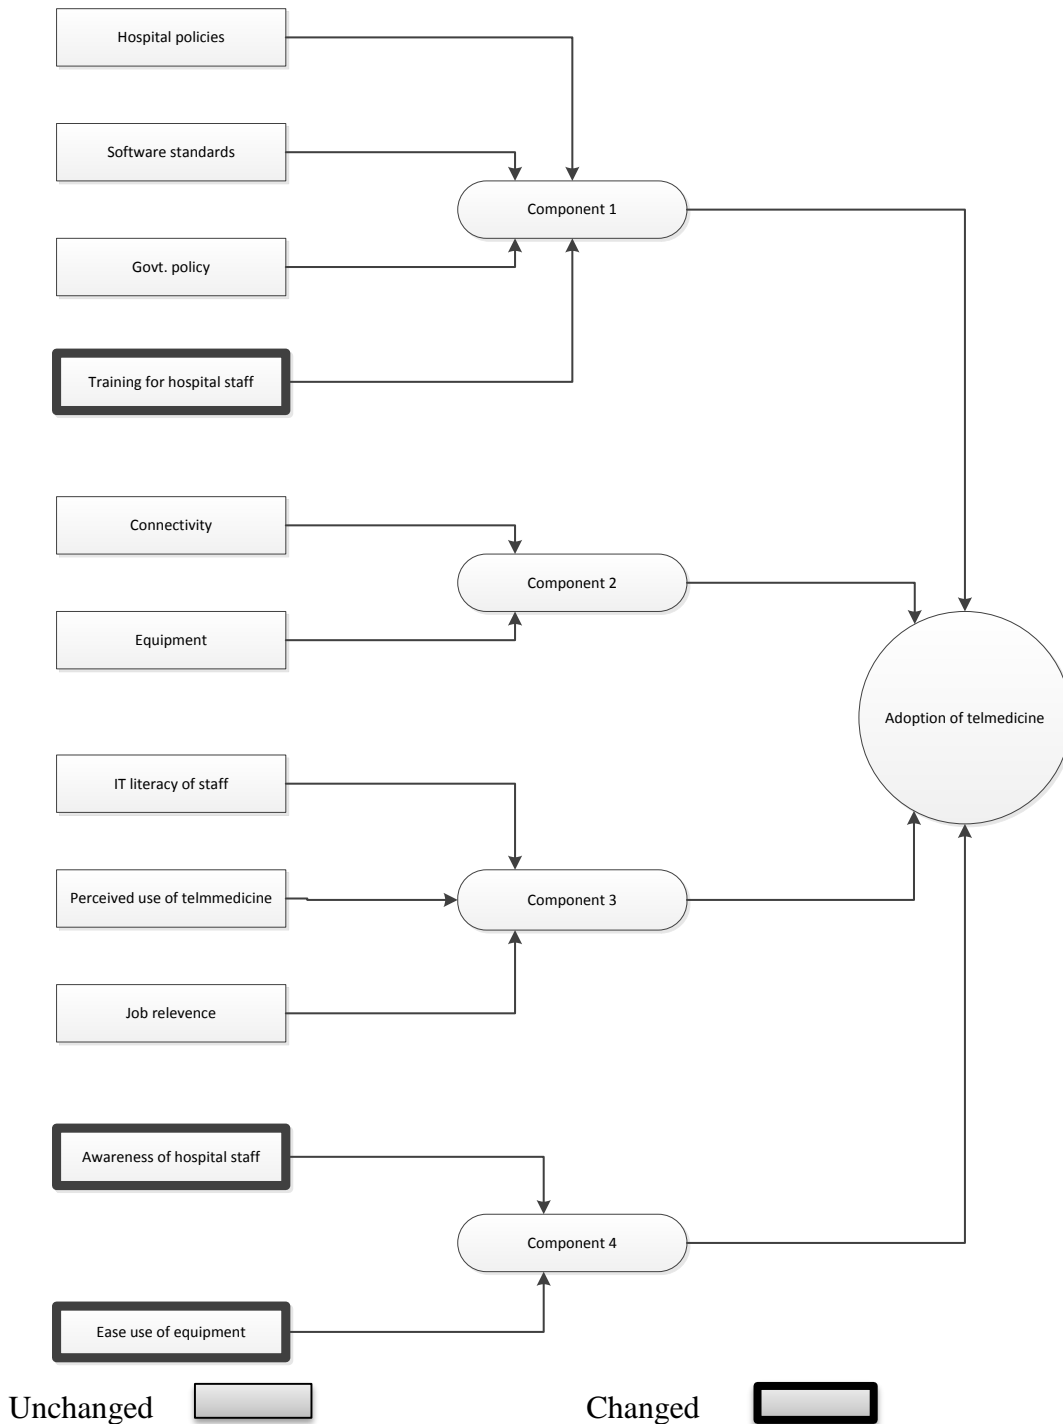 Hospital policies
Software standards
Component 1
Govt. policy
Training for hospital staff
Connectivity
Component 2
Equipment
Adoption of telmedicine
IT literacy of staff
Perceived use of telmmedicine
Component 3
Job relevence
Awareness of hospital staff
Component 4
Ease use of equipment
Unchanged
Changed